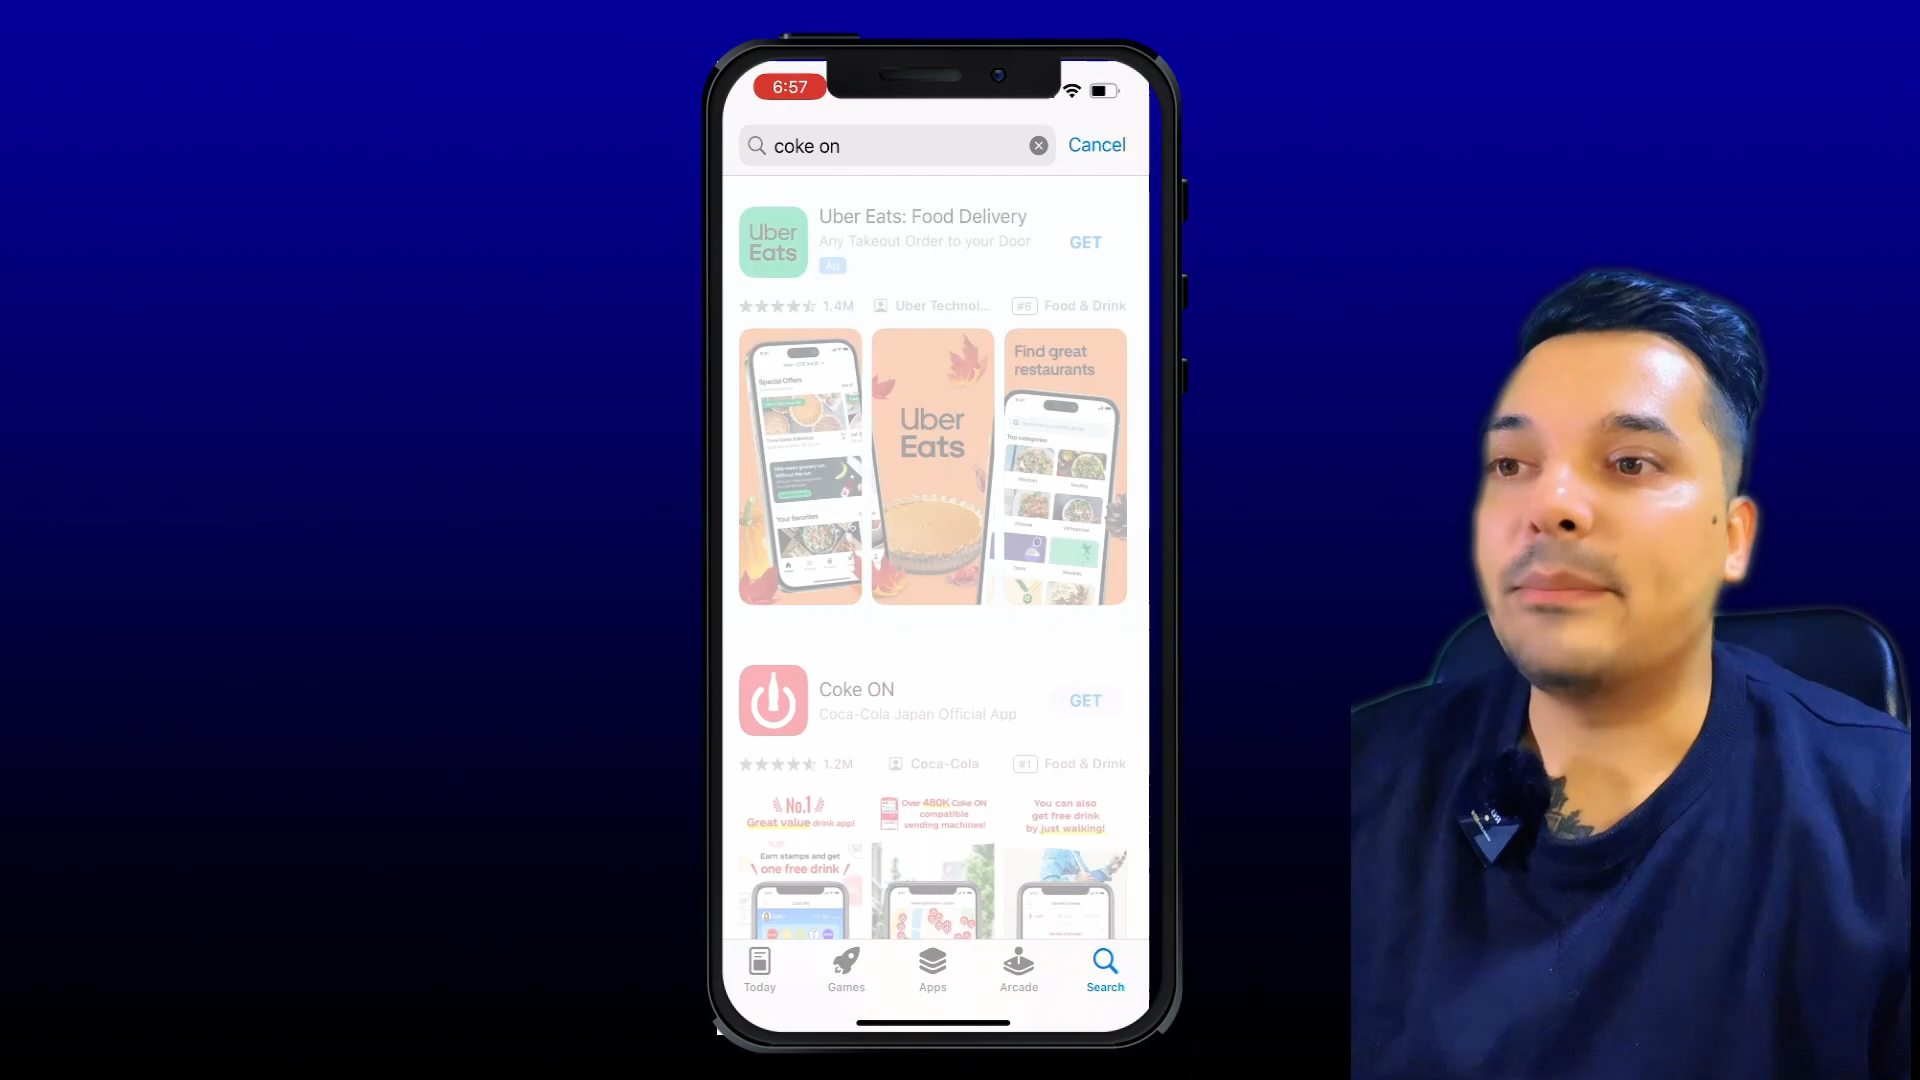 6:57
coke on
Cancel
Uber Eats: Food Delivery
Any Takeout Order to your Door
GET
Ad
Uber
Eats
1.4M
Uber Technol...
#6
Food & Drink
Special Offers
Your favorites
Uber
Eats
Find great
restaurants
Top categories
Coke ON
Coca-Cola Japan Official App
GET
1.2M
Coca-Cola
#1
Food & Drink
No.1
Great value drink app!
Earn stamps and get
one free drink
Over 480K Coke ON
compatible
vending machines!
You can also
get free drink
by just walking!
Today
Games
Apps
Arcade
Search